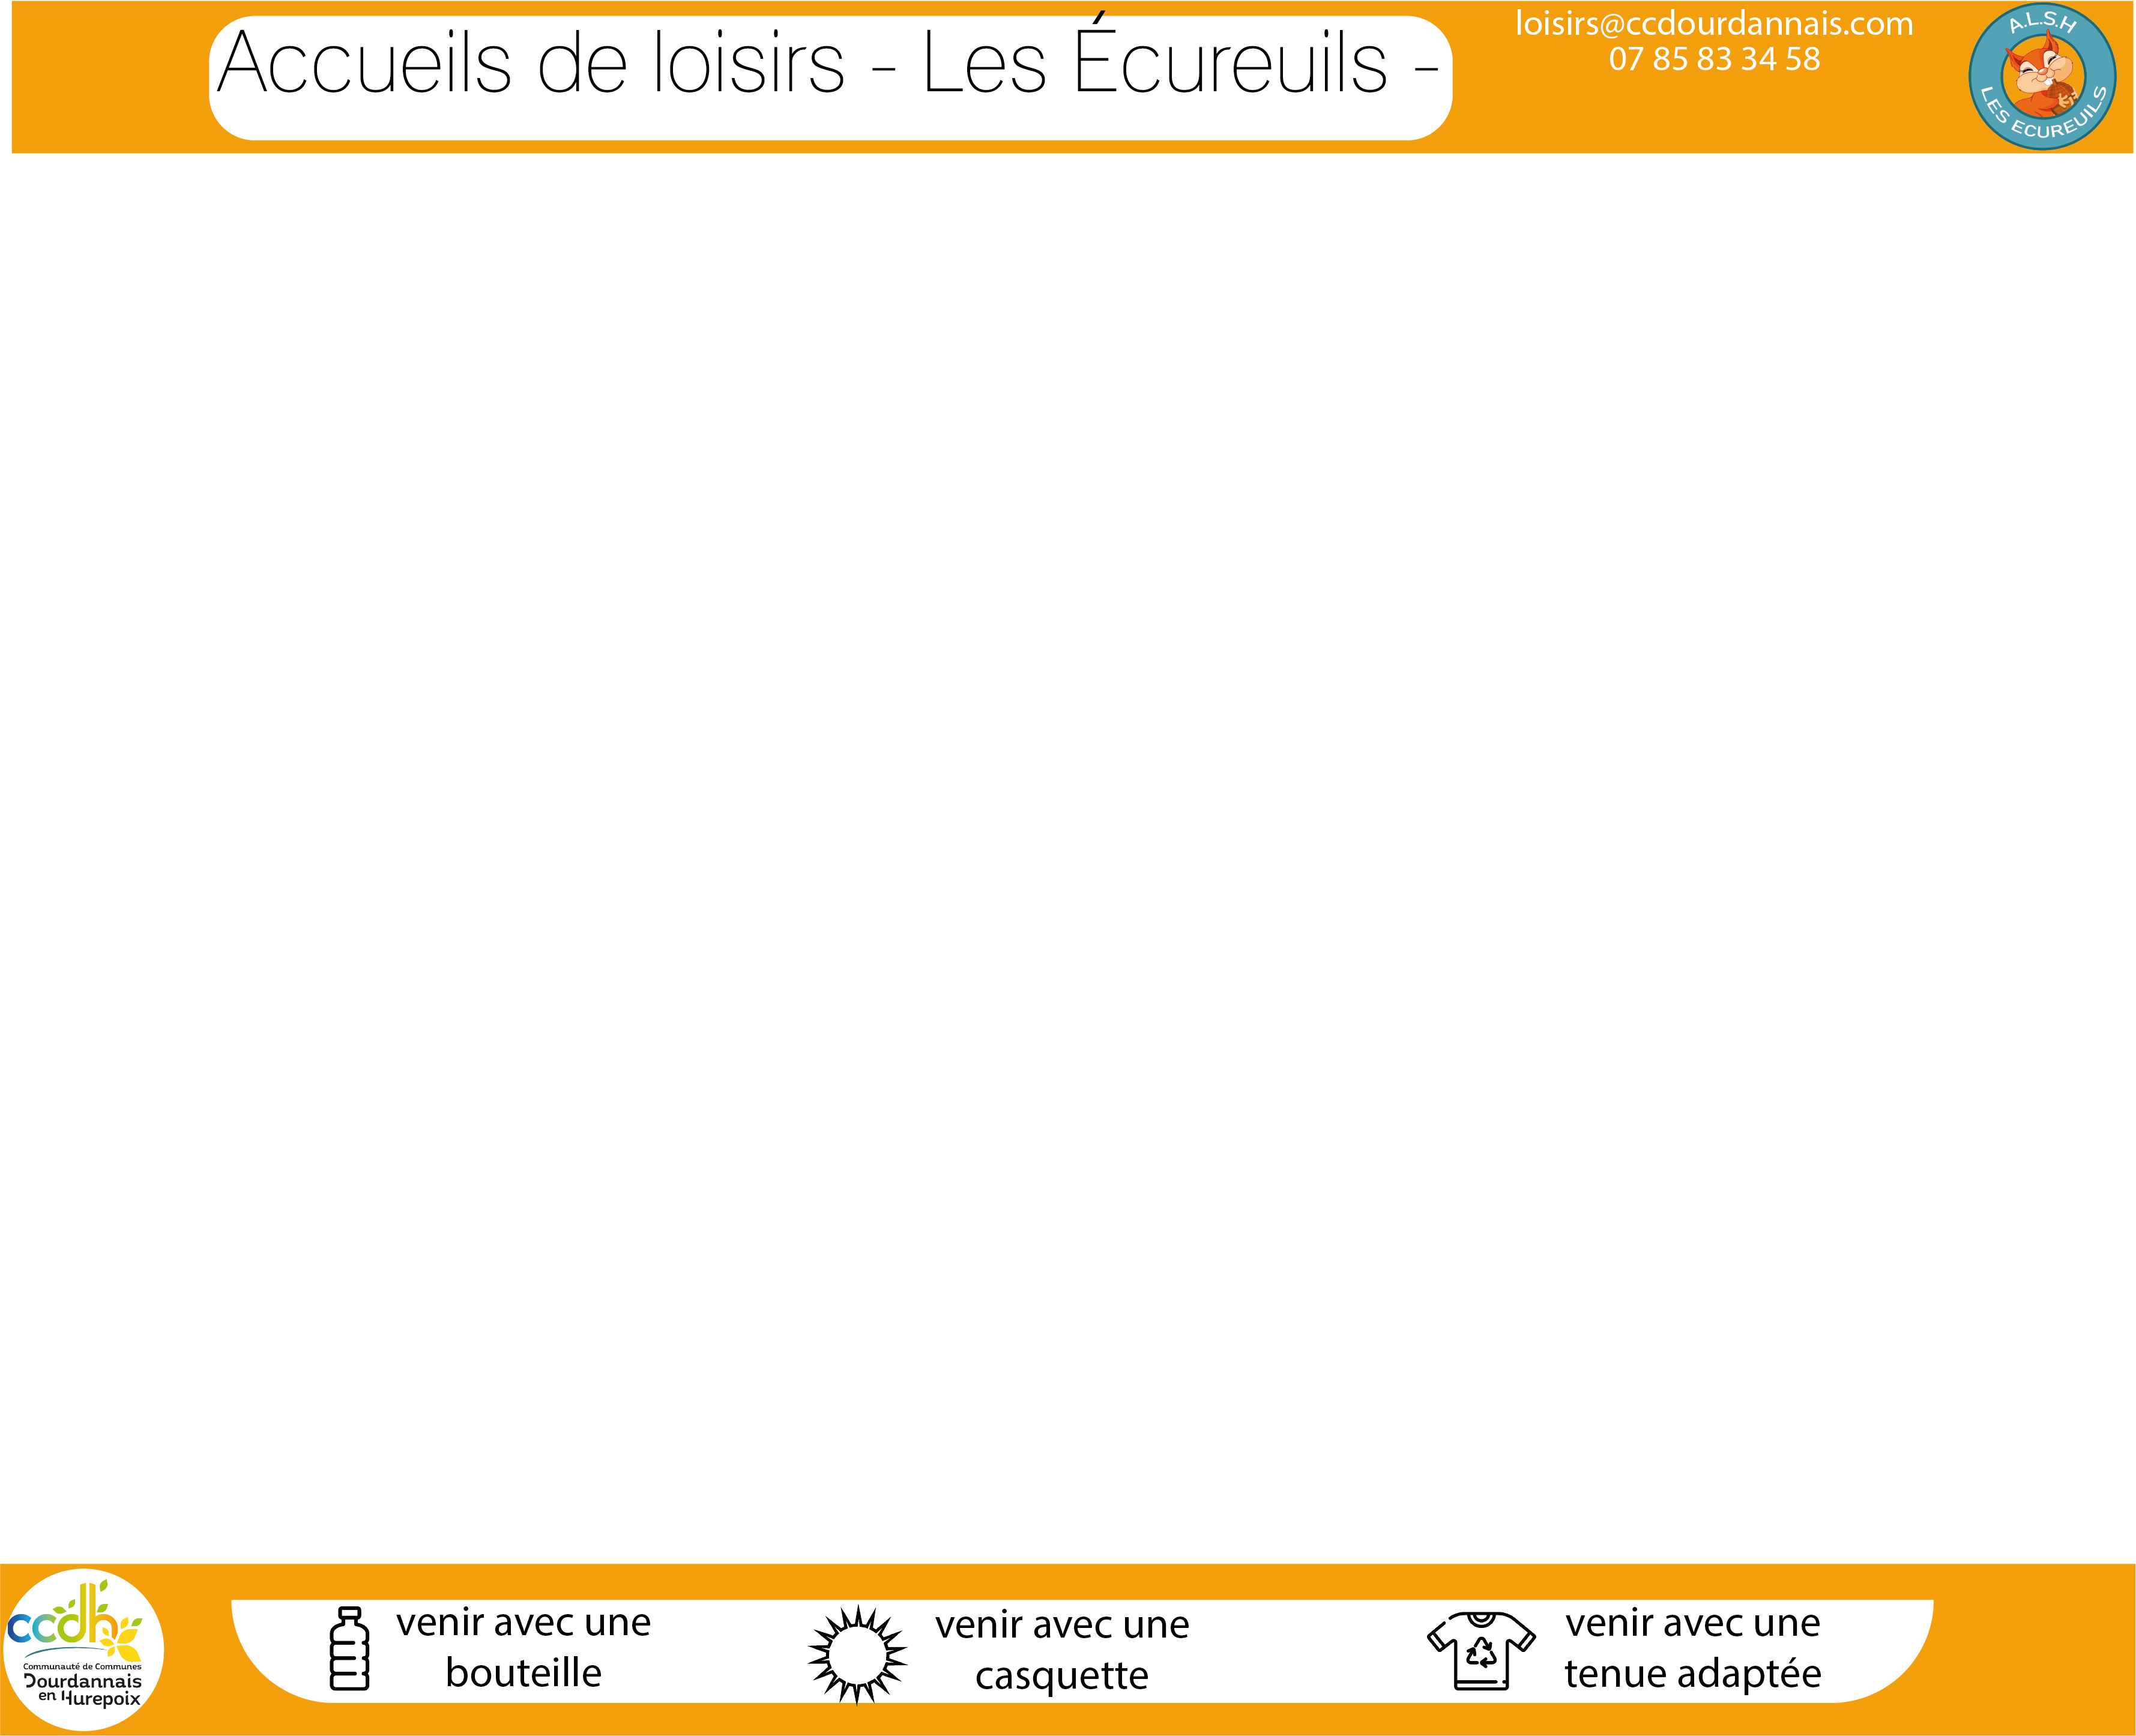 Accueils de loisirs - Les Écureuils -
loisirs@ccdourdannais.com
07 85 83 34 58
A.L.S.H
LES ECUREUILS
venir avec une
bouteille
venir avec une
casquette
venir avec une
tenue adaptée
ccdh
Communauté de Communes
Dourdannais
en Hurepoix